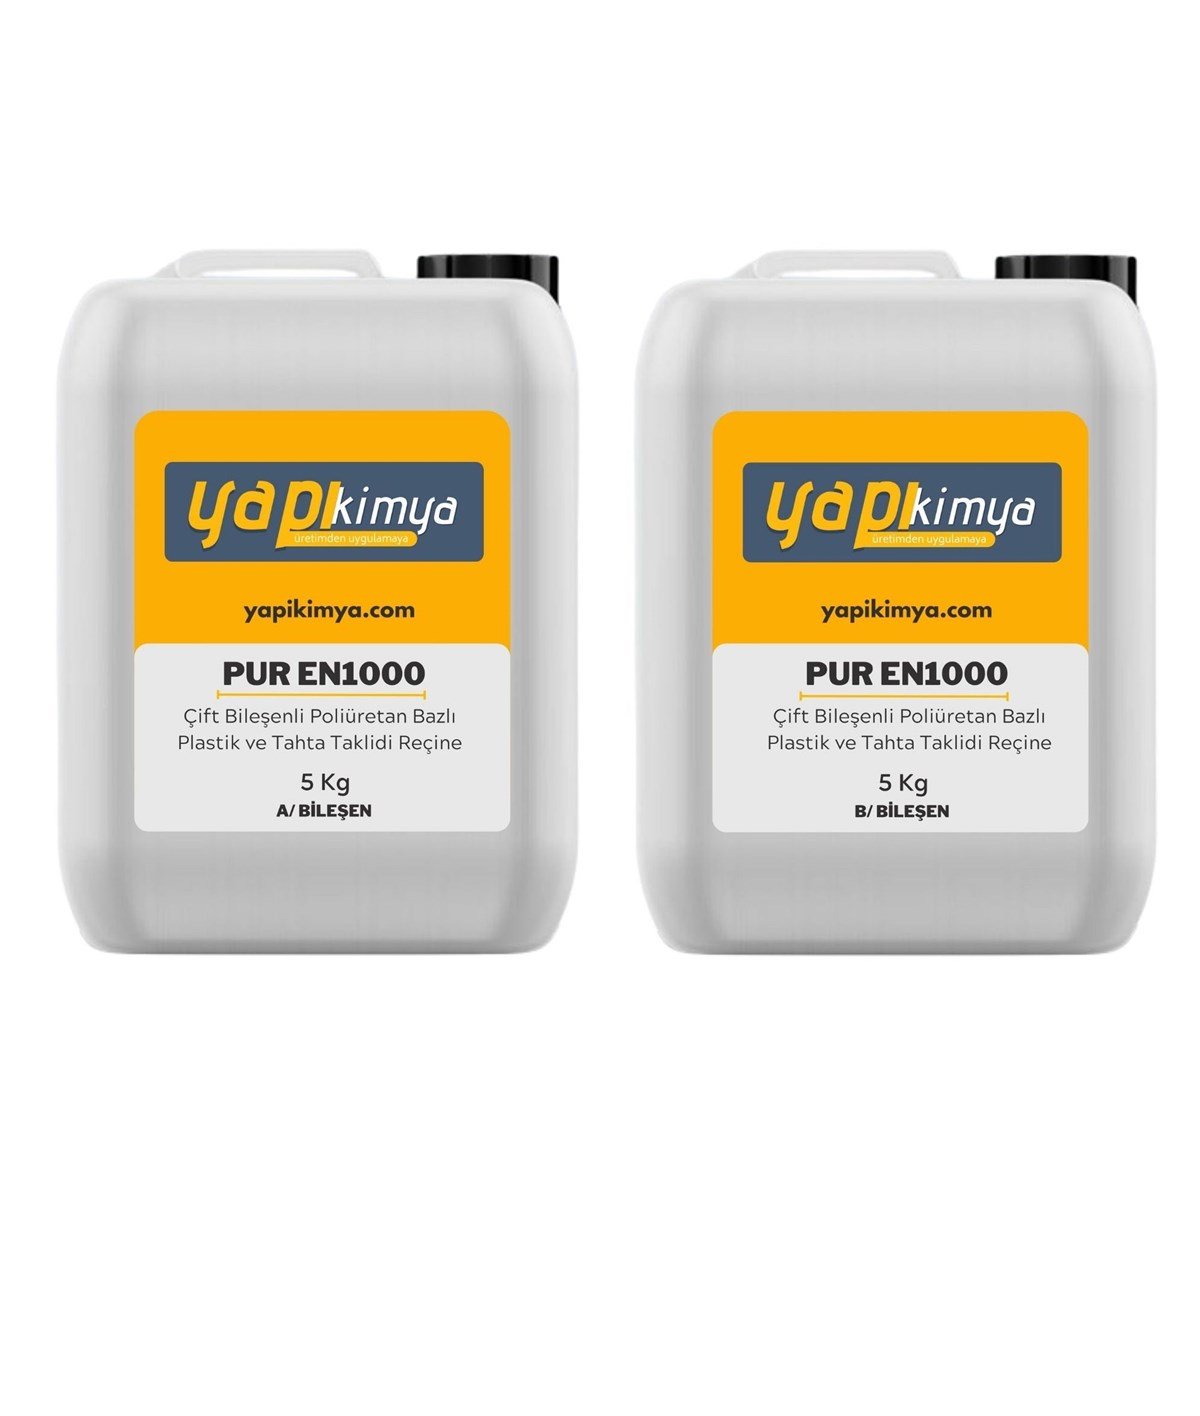 yapıkimya
üretimden uygulamaya
yapikimya.com
PUR EN1000
Çift Bileşenli Poliüretan Bazlı
Plastik ve Tahta Taklidi Reçine
5 Kg
A/ BİLEŞEN
yapıkimya
üretimden uygulamaya
yapikimya.com
PUR EN1000
Çift Bileşenli Poliüretan Bazlı
Plastik ve Tahta Taklidi Reçine
5 Kg
B/ BİLEŞEN